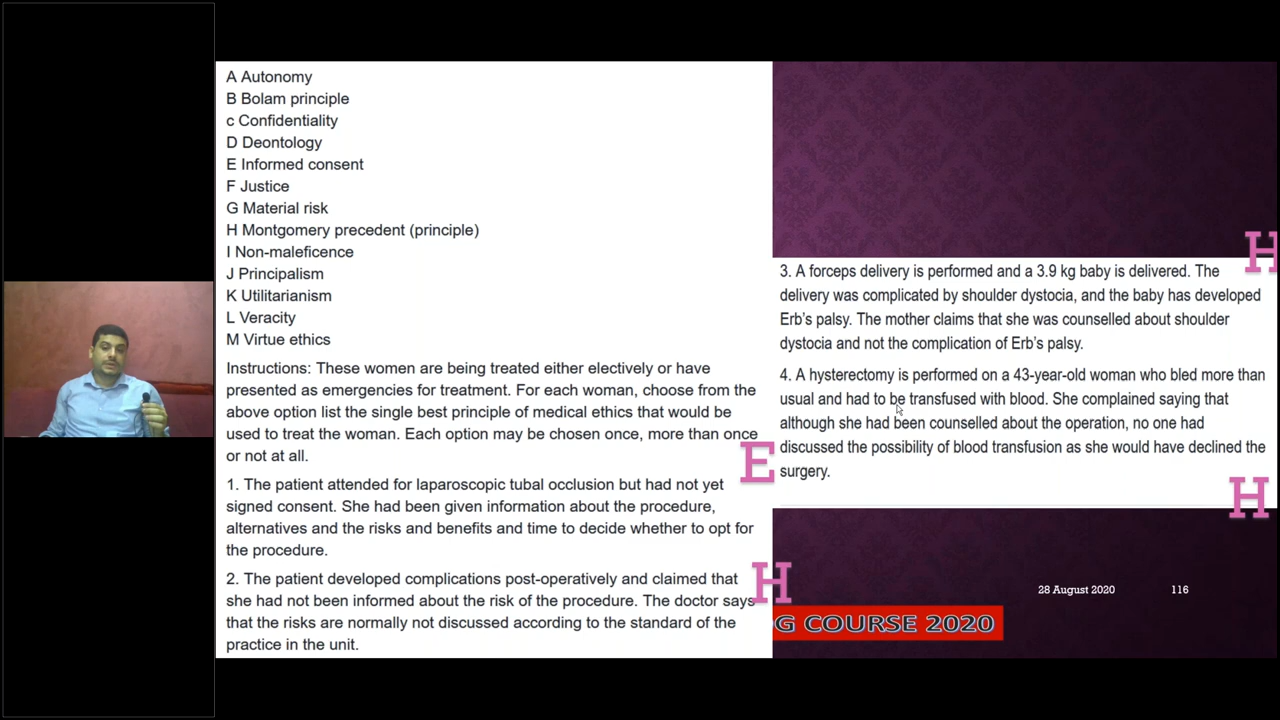 A Autonomy
B Bolam principle
c Confidentiality
D Deontology
E Informed consent
F Justice
G Material risk
H Montgomery precedent (principle)
I Non-maleficence
J Principalism
K Utilitarianism
L Veracity
M Virtue ethics
Instructions: These women are being treated either electively or have
presented as emergencies for treatment. For each woman, choose from the
above option list the single best principle of medical ethics that would be
used to treat the woman. Each option may be chosen once, more than once
or not at all.
E
1. The patient attended for laparoscopic tubal occlusion but had not yet
signed consent. She had been given information about the procedure,
alternatives and the risks and benefits and time to decide whether to opt for
the procedure.
H
2. The patient developed complications post-operatively and claimed that
she had not been informed about the risk of the procedure. The doctor says
that the risks are normally not discussed according to the standard of the
practice in the unit.
H
3. A forceps delivery is performed and a 3.9 kg baby is delivered. The
delivery was complicated by shoulder dystocia, and the baby has developed
Erb's palsy. The mother claims that she was counselled about shoulder
dystocia and not the complication of Erb's palsy.
4. A hysterectomy is performed on a 43-year-old woman who bled more than
usual and had to be transfused with blood. She complained saying that
although she had been counselled about the operation, no one had
discussed the possibility of blood transfusion as she would have declined the
surgery.
H
28 August 2020 116
G COURSE 2020